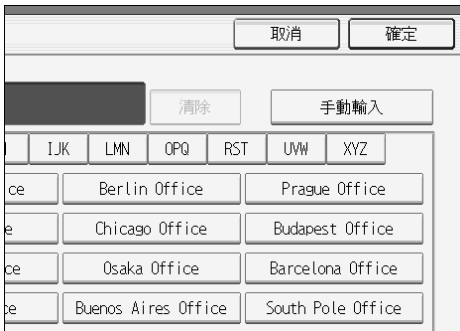 取消 確定
清除 手動輸入
IJK LMN OPQ RST UVW XYZ
Berlin Office Prague Office
Chicago Office Budapest Office
Osaka Office Barcelona Office
Buenos Aires Office South Pole Office